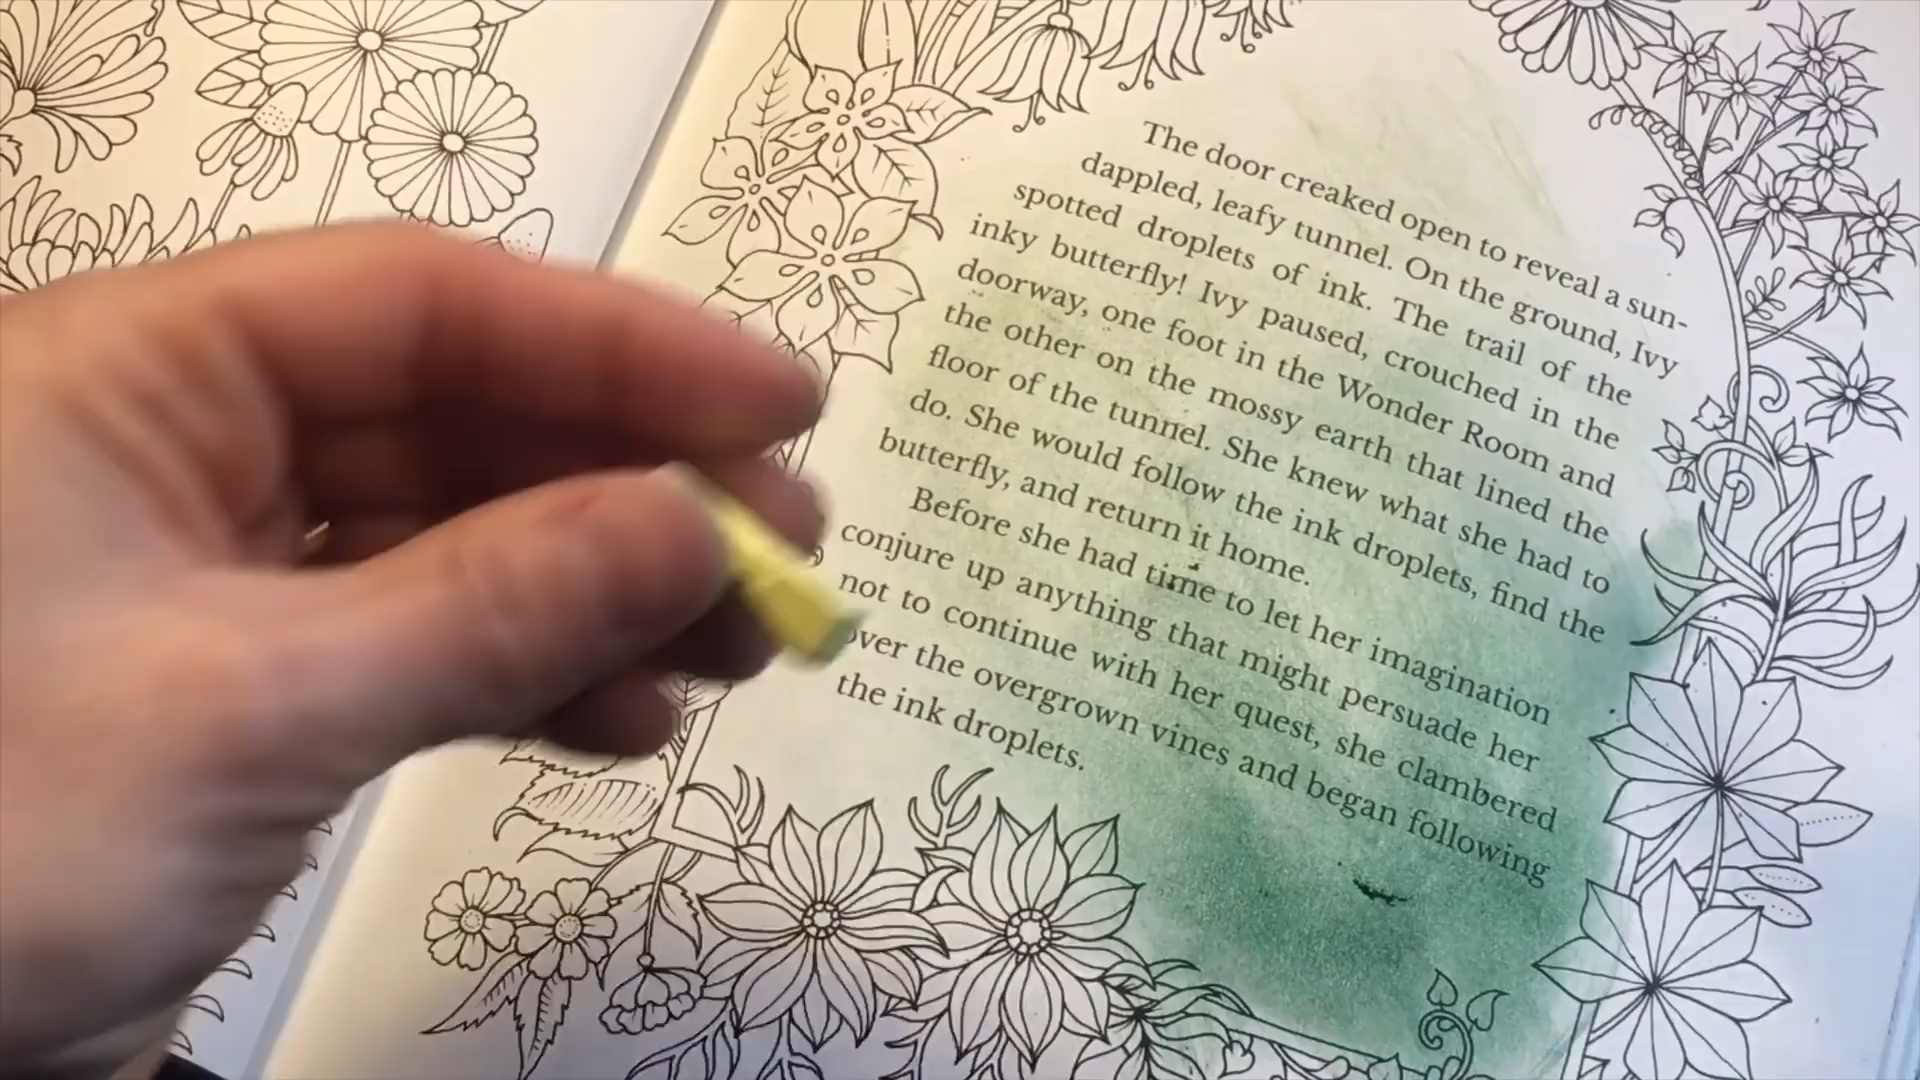 The door creaked open to reveal a sun-
dappled, leafy tunnel. On the ground, Ivy
spotted droplets of ink. The trail of the
inky butterfly! Ivy paused, crouched in the
doorway, one foot in the Wonder Room and
the other on the mossy earth that lined the
floor of the tunnel. She knew what she had to
do. She would follow the ink droplets, find the
butterfly, and return it home.
Before she had time to let her imagination
conjure up anything that might persuade her
not to continue with her quest, she clambered
over the overgrown vines and began following
the ink droplets.